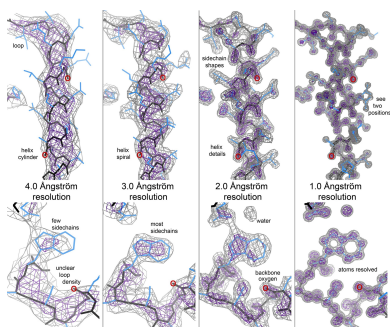 loop
helix
cylinder
4.0 Ångström
resolution
few
sidechains
unclear
loop
density
helix
spiral
3.0 Ångström
resolution
most
sidechains
sidechain
shapes
helix
details
2.0 Ångström
resolution
water
backbone
oxygen
see
two
positions
1.0 Ångström
resolution
atoms resolved